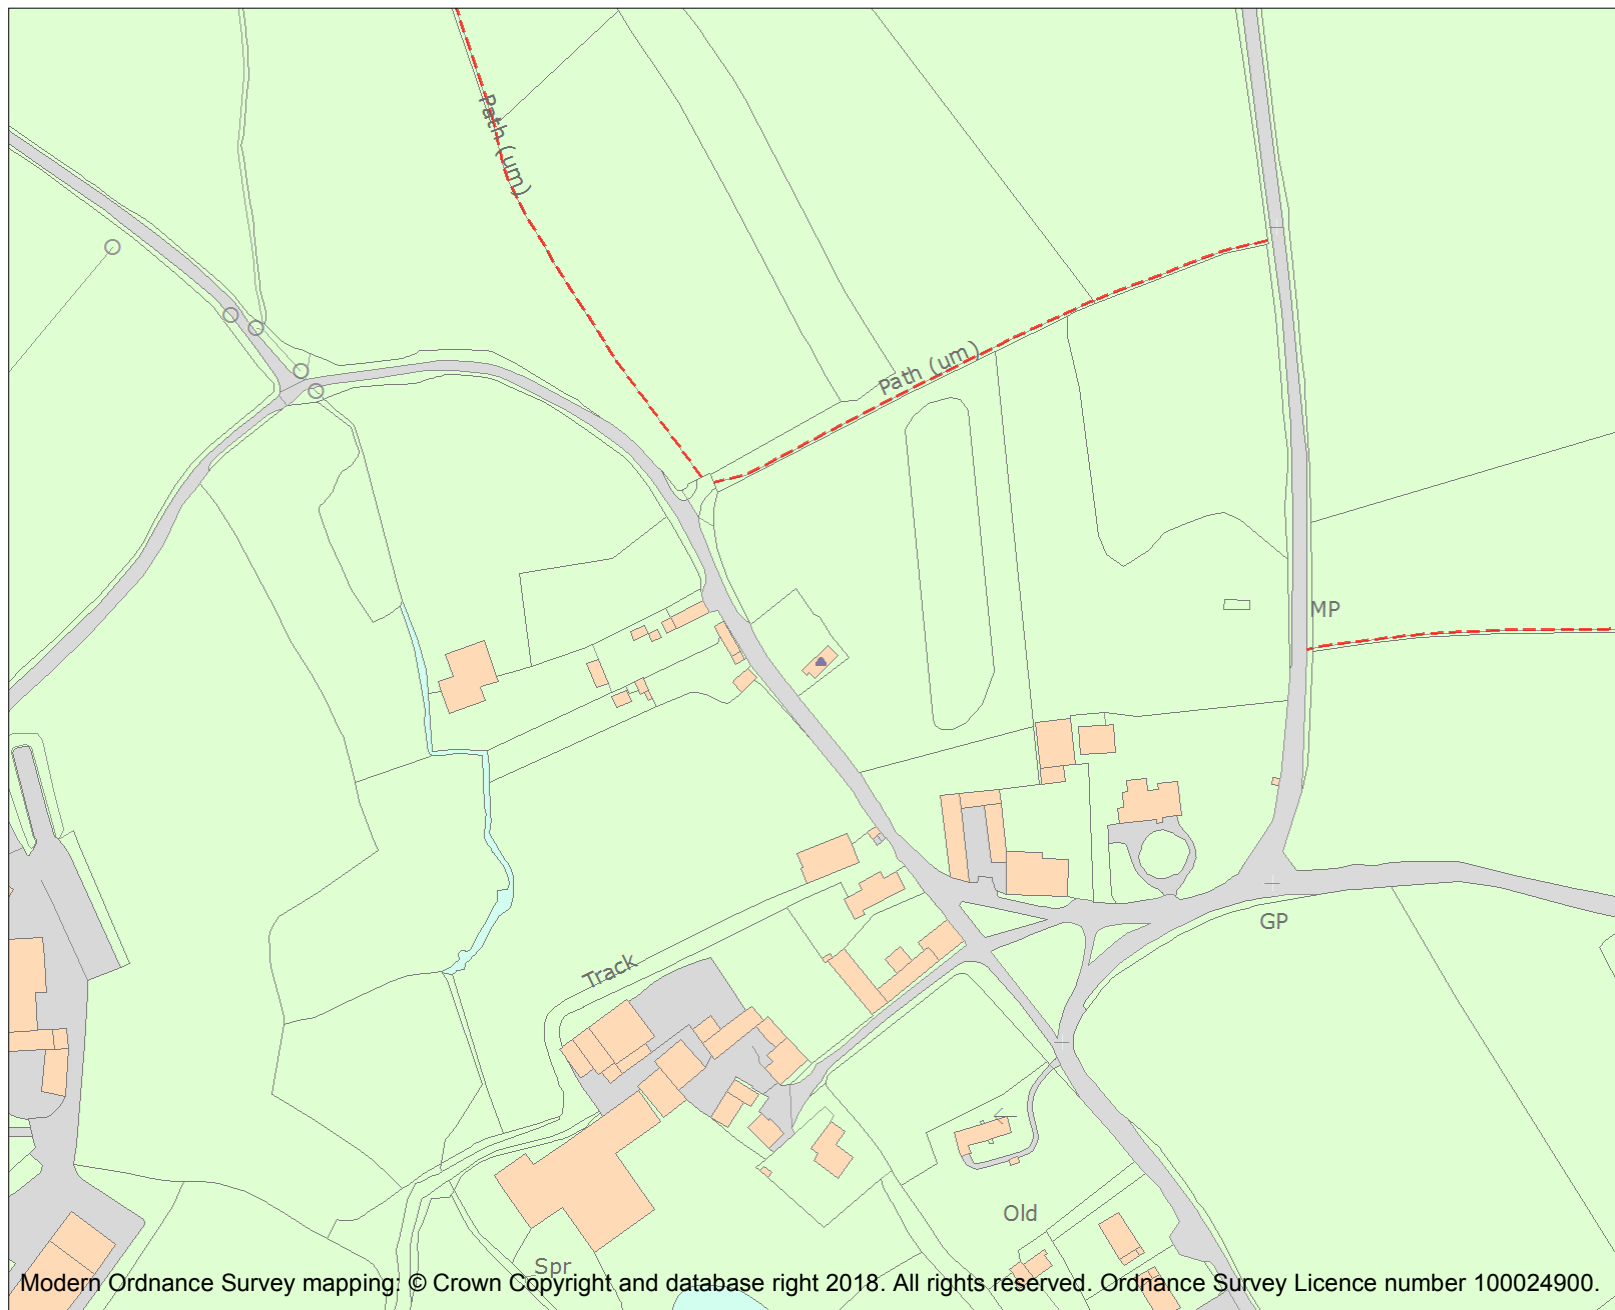 Path (um)
Path (um)
MP
GP
Track
Old
Spr
Modern Ordnance Survey mapping: © Crown Copyright and database right 2018. All rights reserved. Ordnance Survey Licence number 100024900.